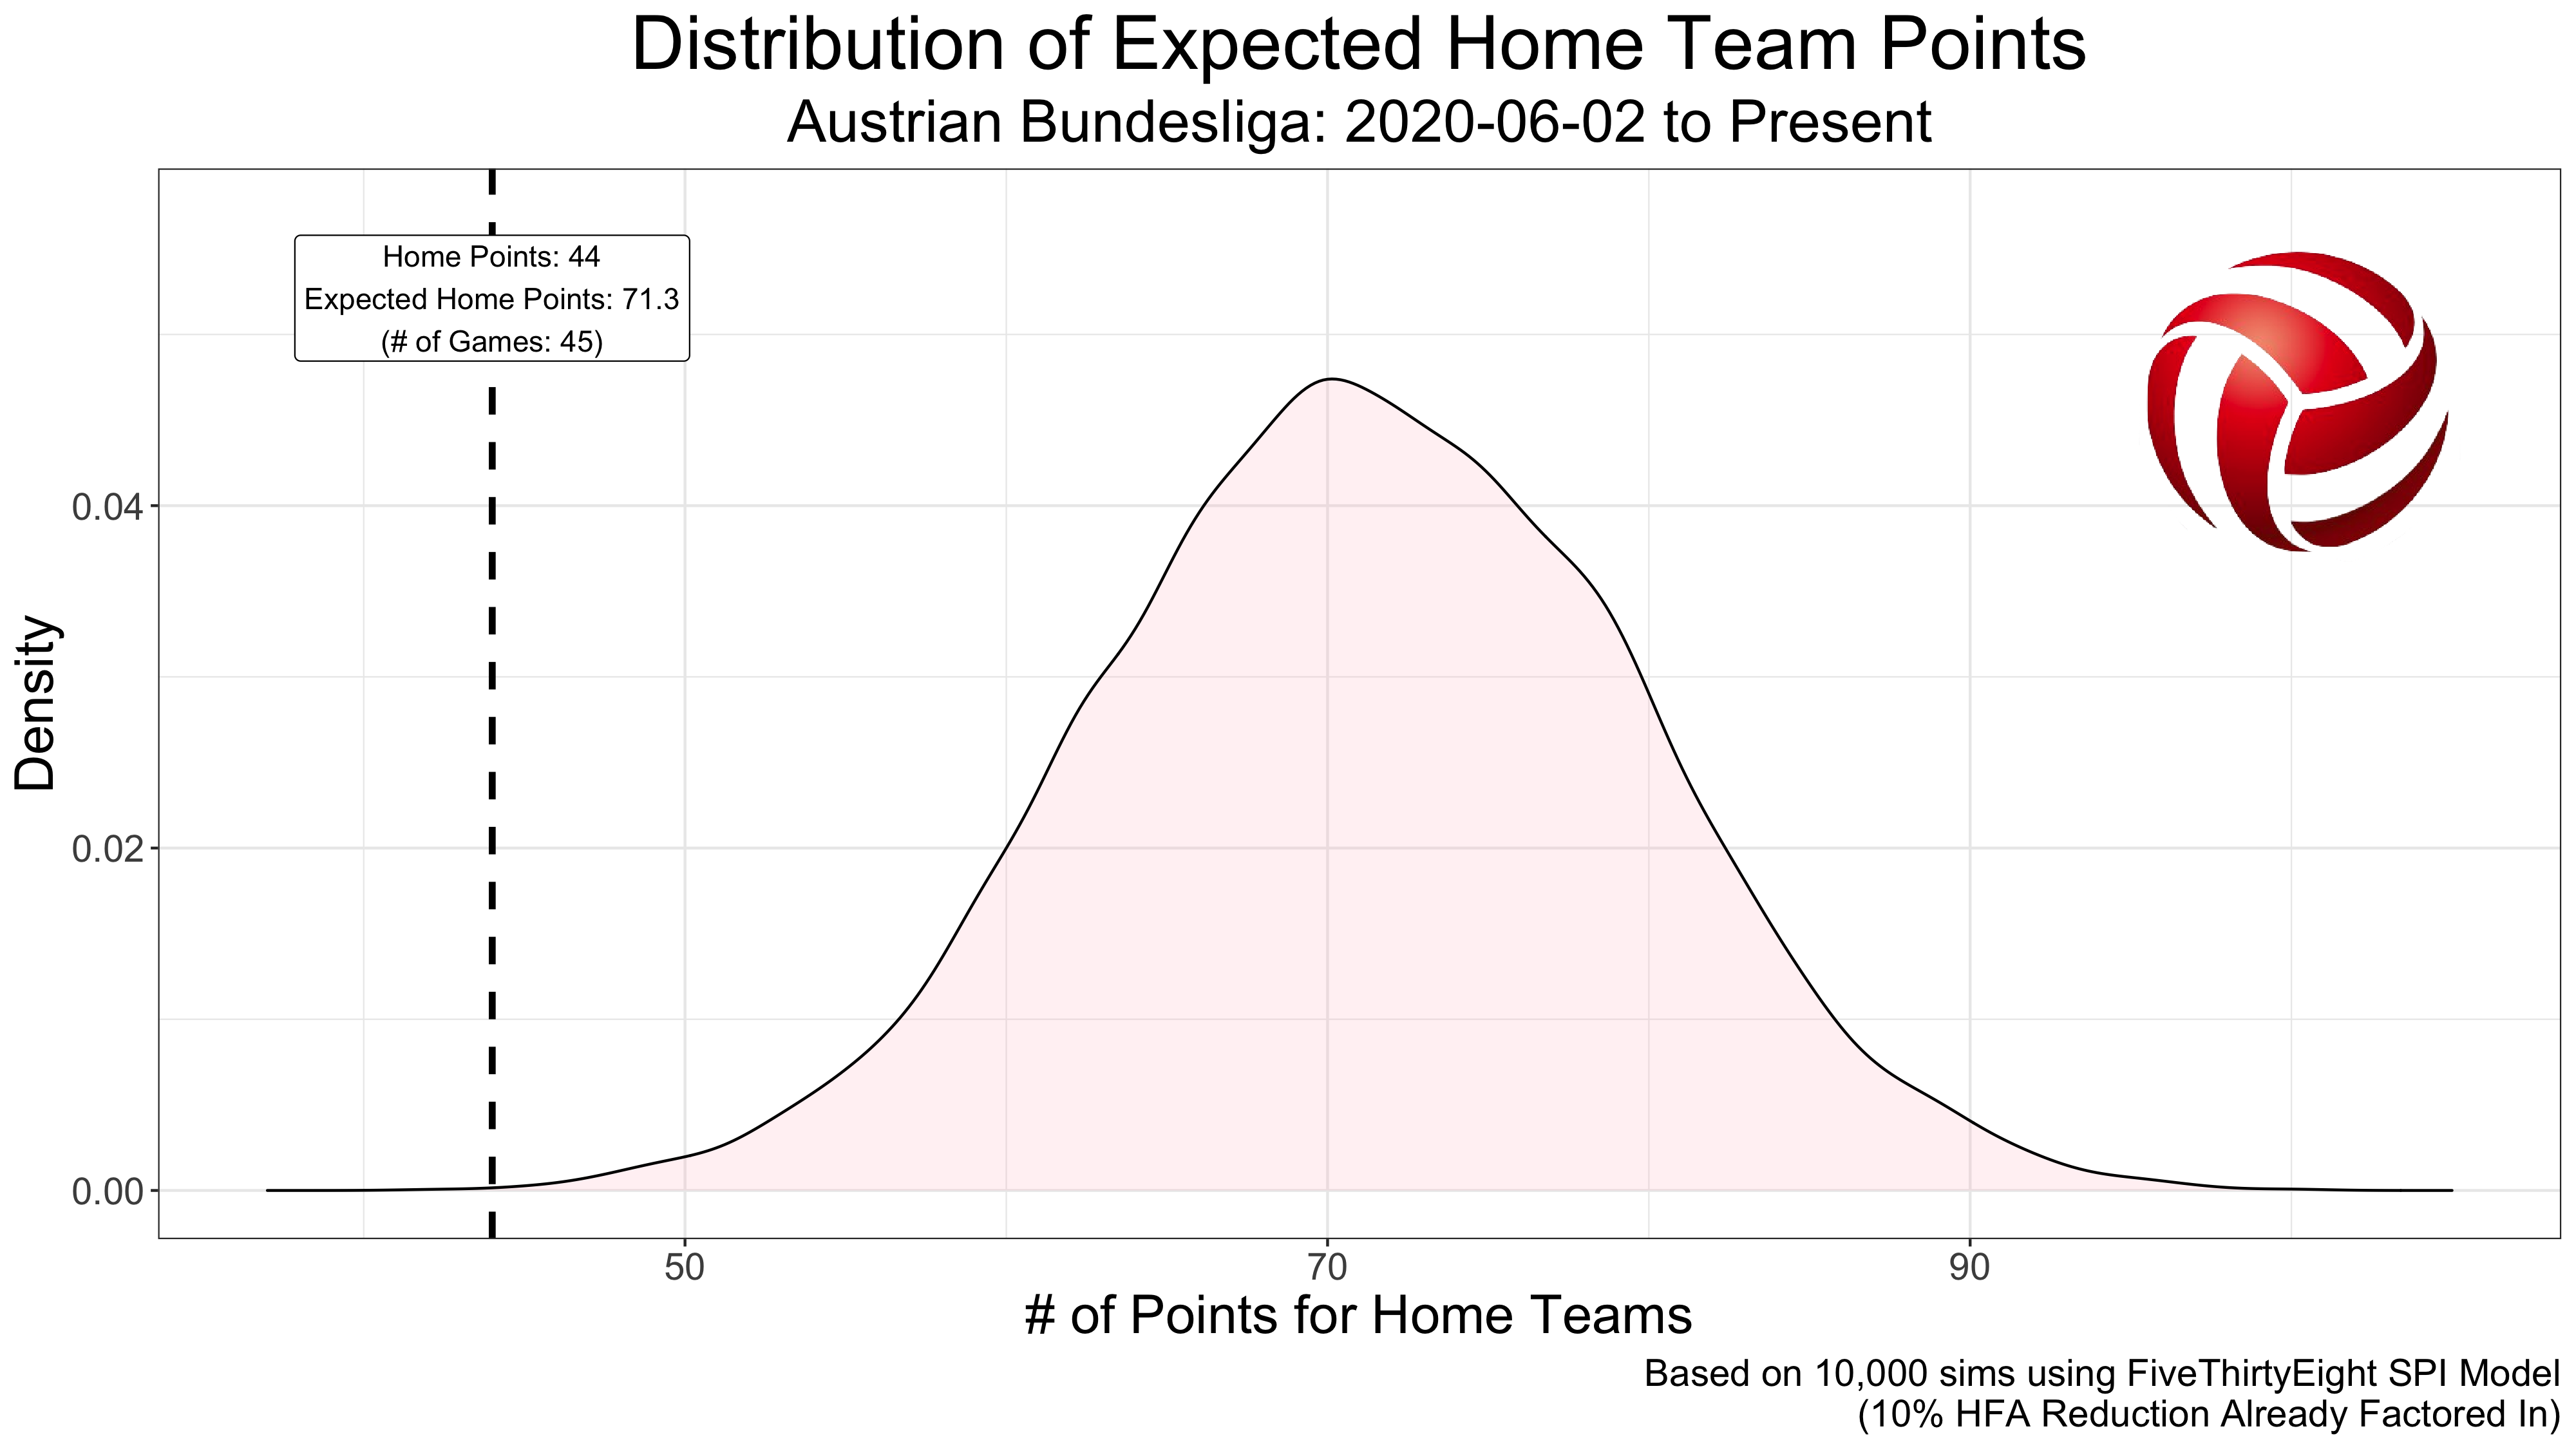 Distribution of Expected Home Team Points
Austrian Bundesliga: 2020-06-02 to Present
Home Points: 44
Expected Home Points: 71.3
(# of Games: 45)
Density
0.04
0.02
0.00
50
70
90
# of Points for Home Teams
Based on 10,000 sims using FiveThirtyEight SPI Model
(10% HFA Reduction Already Factored In)